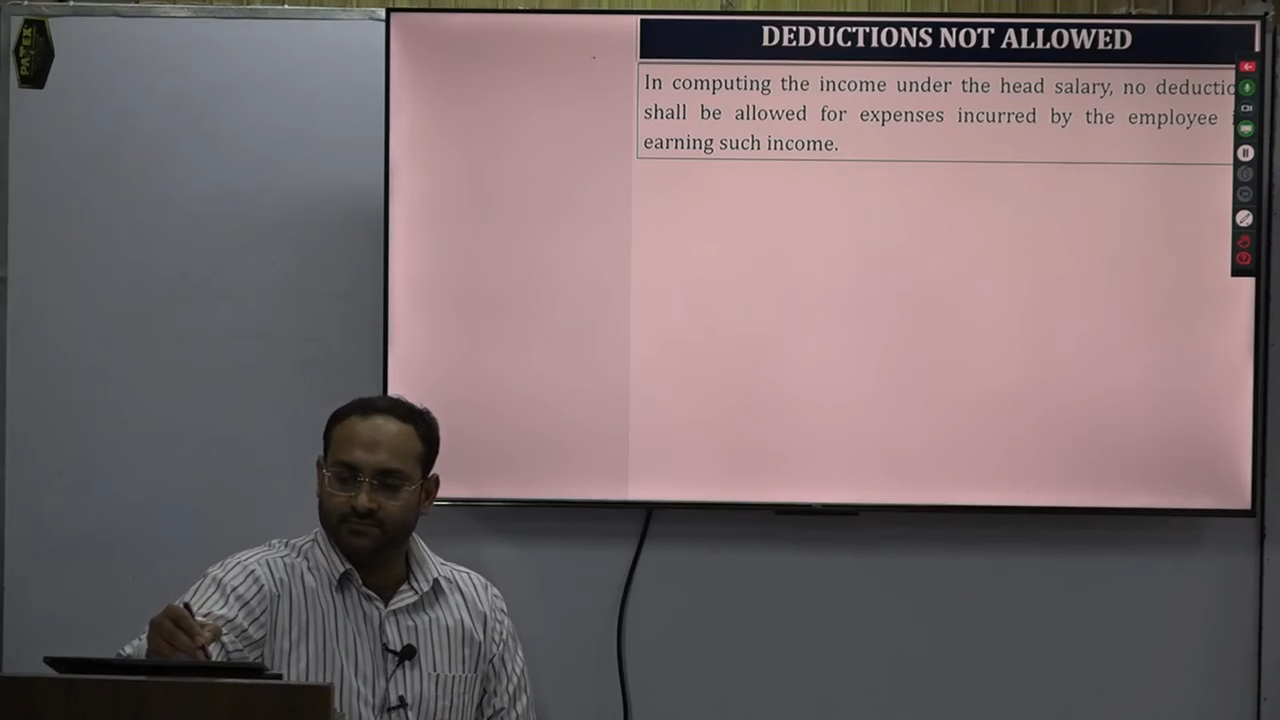 PATEX
DEDUCTIONS NOT ALLOWED
In computing the income under the head salary, no deductio
shall be allowed for expenses incurred by the employee
earning such income.